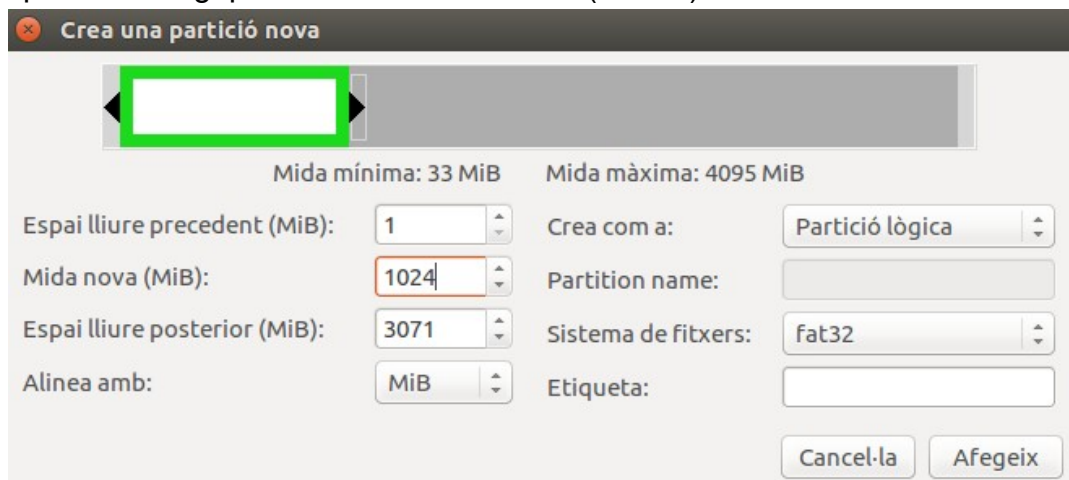 Crea una partició nova
Mida mínima: 33 MiB Mida màxima: 4095 MiB
Espai lliure precedent (MiB): 1 Crea com a: Partició lògica
Mida nova (MiB): 1024 Partition name:
Espai lliure posterior (MiB): 3071 Sistema de fitxers: fat32
Alinea amb: MiB Etiqueta:
Cancel·la Afegeix